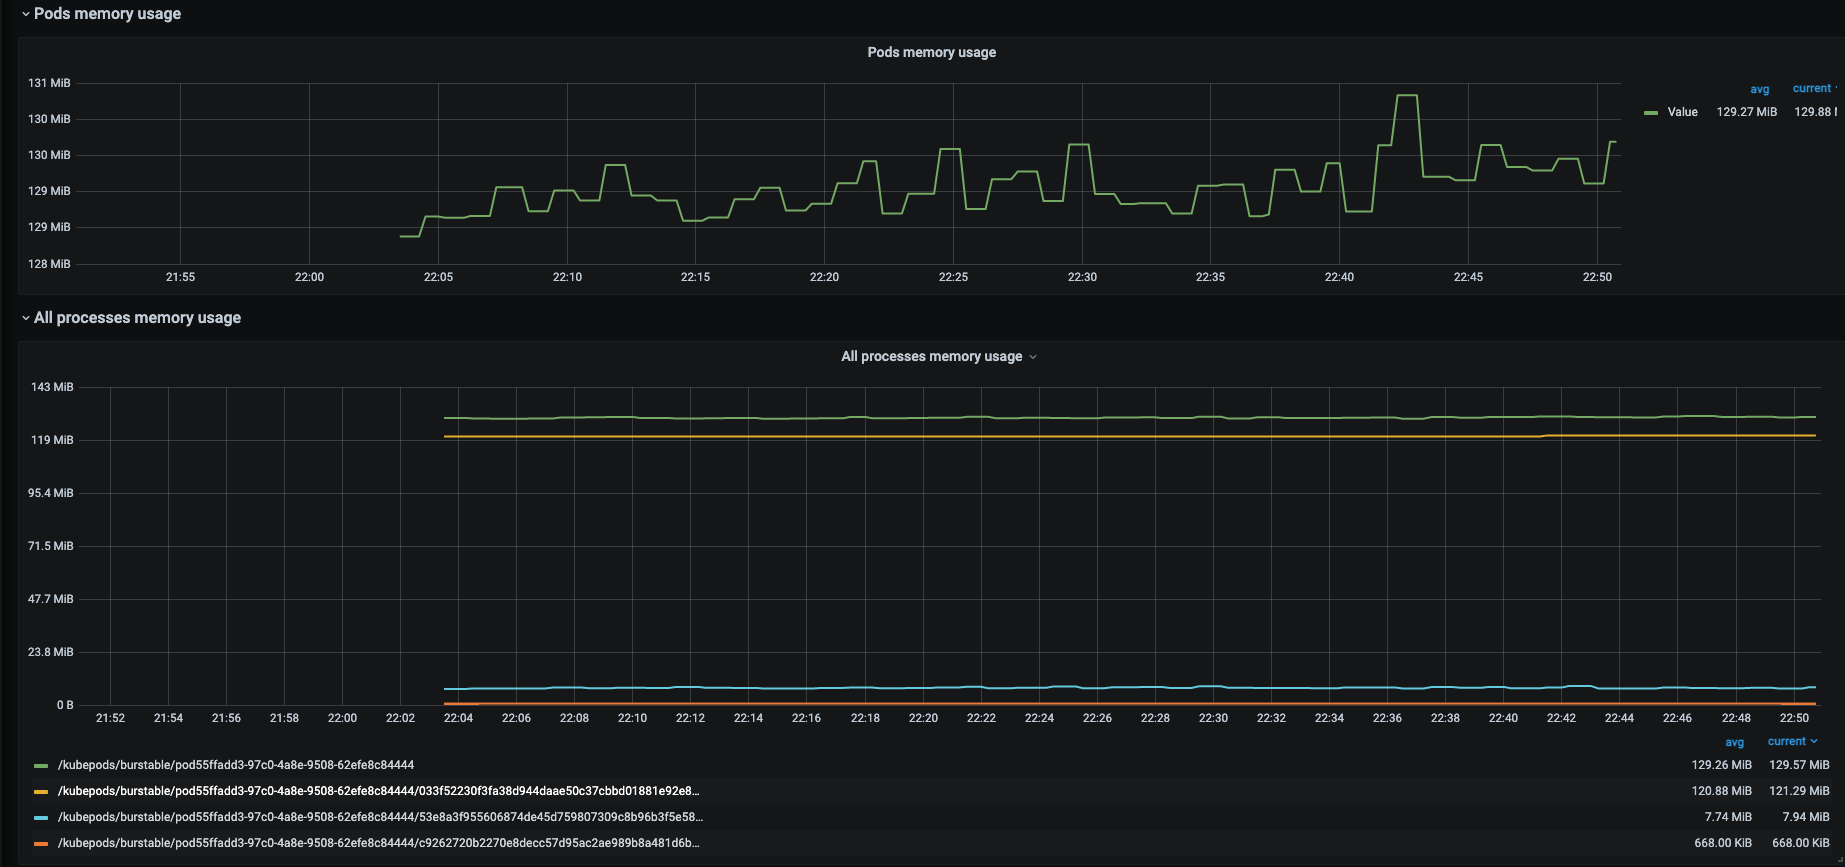 Pods memory usage
Pods memory usage
131 MiB
130 MiB
130 MiB
129 MiB
129 MiB
128 MiB
21:55 22:00 22:05 22:10 22:15 22:20 22:25 22:30 22:35 22:40 22:45 22:50
avg current
Value 129.27 MiB 129.88
All processes memory usage
All processes memory usage
143 MiB
119 MiB
95.4 MiB
71.5 MiB
47.7 MiB
23.8 MiB
0 B
21:52 21:54 21:56 21:58 22:00 22:02 22:04 22:06 22:08 22:10 22:12 22:14 22:16 22:18 22:20 22:22 22:24 22:26 22:28 22:30 22:32 22:34 22:36 22:38 22:40 22:42 22:44 22:46 22:48 22:50
avg current
/kubepods/burstable/pod55ffadd3-97c0-4a8e-9508-62efe8c84444 129.26 MiB 129.57 MiB
/kubepods/burstable/pod55ffadd3-97c0-4a8e-9508-62efe8c84444/033f52230f3fa38d944daae50c37cbbd01881e92e8... 120.88 MiB 121.29 MiB
/kubepods/burstable/pod55ffadd3-97c0-4a8e-9508-62efe8c84444/53e8a3f955606874de45d759807309c8b96b3f5e58... 7.74 MiB 7.94 MiB
/kubepods/burstable/pod55ffadd3-97c0-4a8e-9508-62efe8c84444/c9262720b2270e8decc57d95ac2ae989b8a481d6b... 668.00 KiB 668.00 KiB